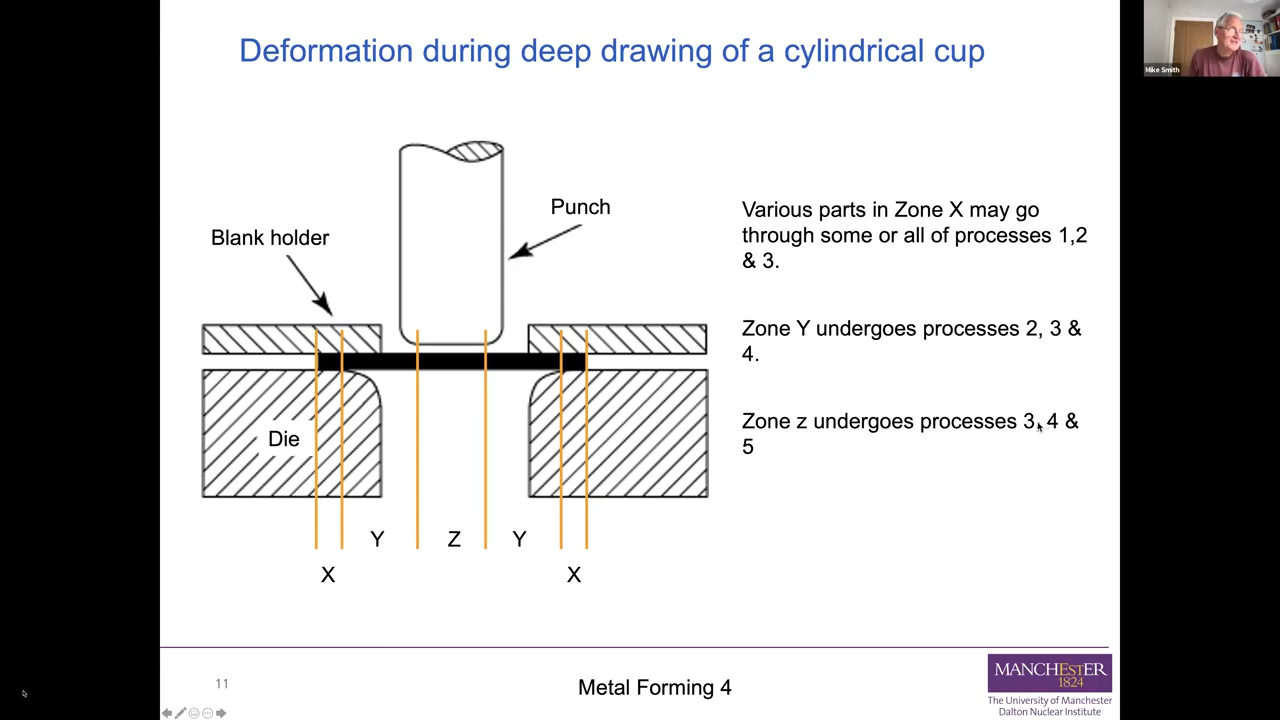 Deformation during deep drawing of a cylindrical cup
Mike Smith
Punch
Blank holder
Various parts in Zone X may go
through some or all of processes 1,2
& 3.
Zone Y undergoes processes 2, 3 &
4.
Zone z undergoes processes 3, 4 &
5
Die
Y
Z
Y
X
X
11
Metal Forming 4
MANCHESTER
1824
The University of Manchester
Dalton Nuclear Institute